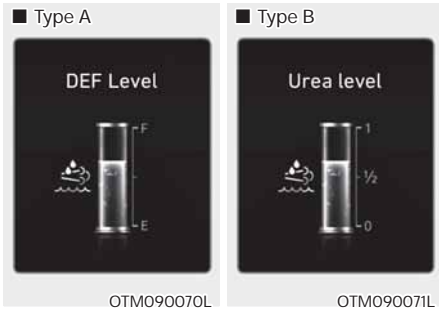 ■ Type A
DEF Level
F
E
OTM090070L
■ Type B
Urea level
1
½
0
OTM090071L